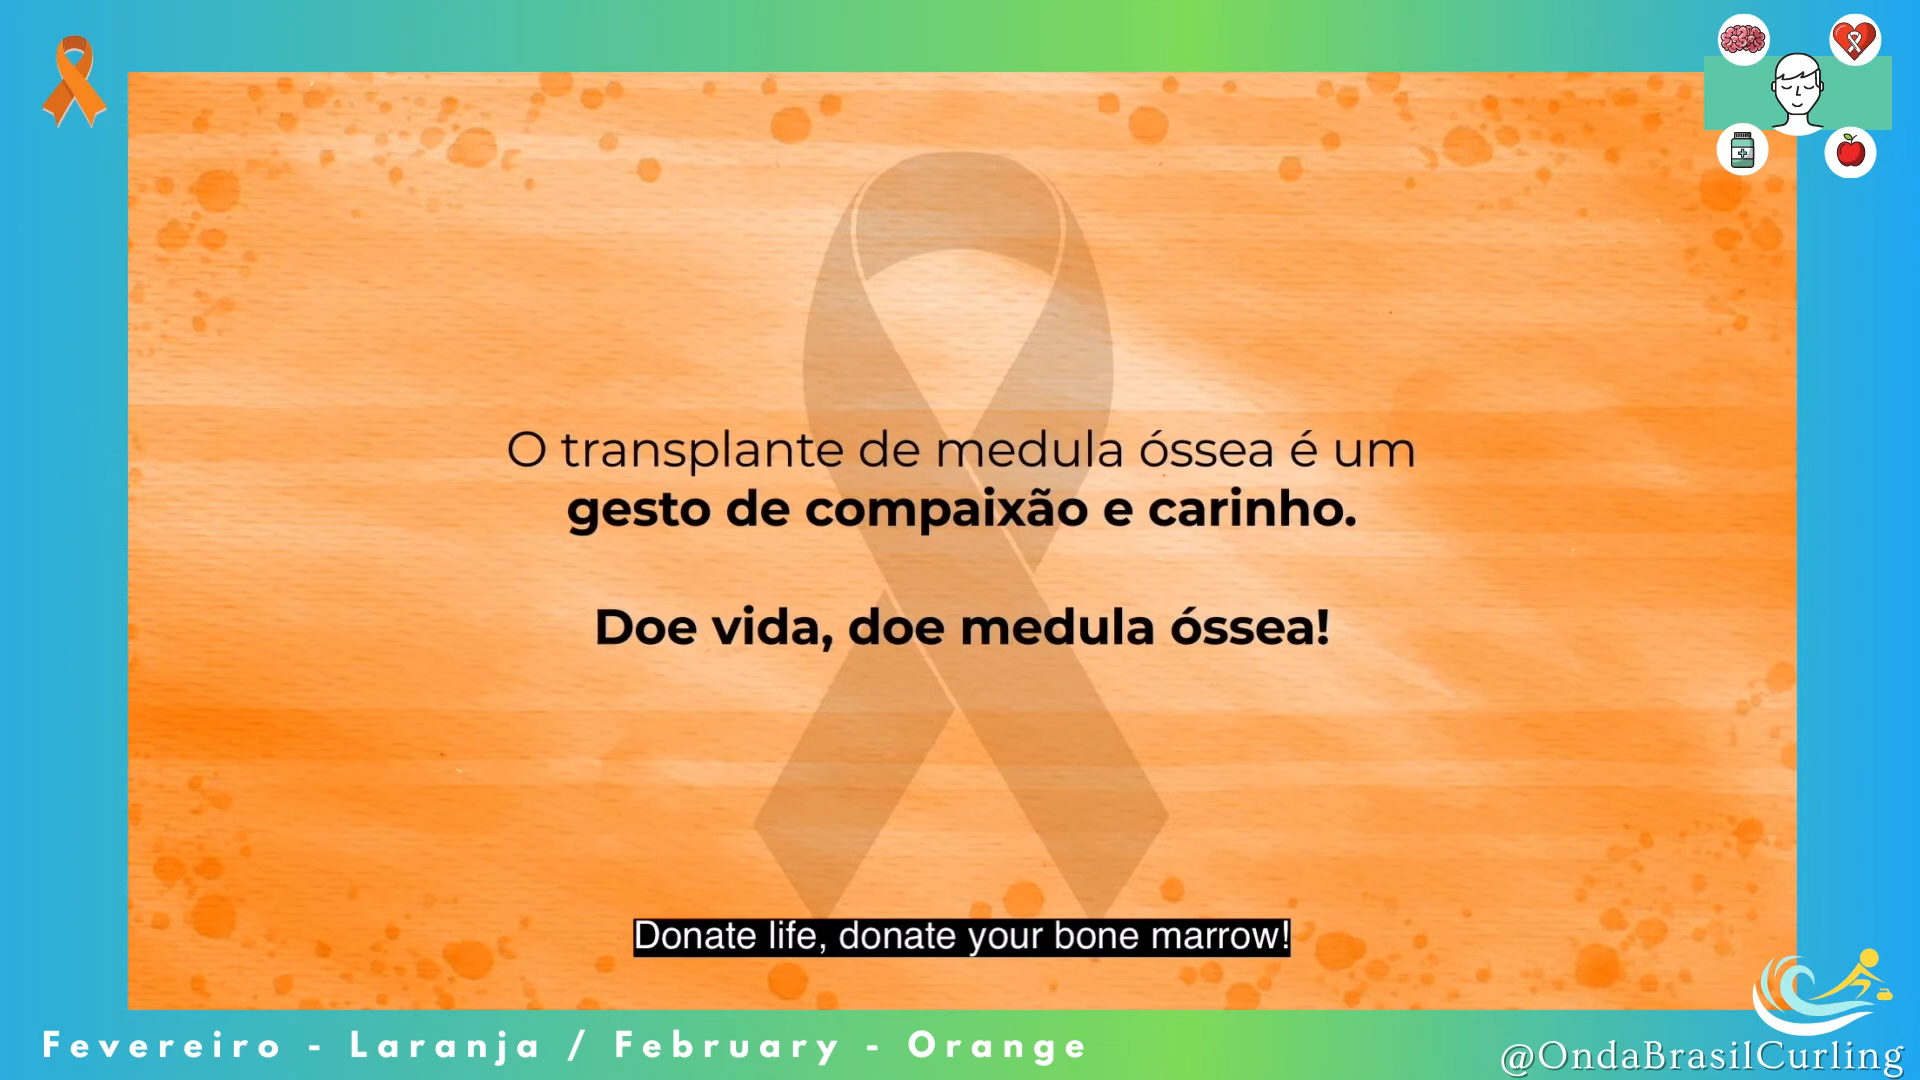 O transplante de medula óssea é um
gesto de compaixão e carinho.
Doe vida, doe medula óssea!
Donate life, donate your bone marrow!
Fevereiro - Laranja / February - Orange
@OndaBrasilCurling